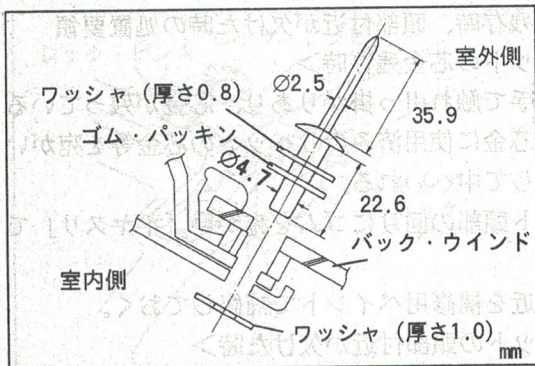 室外側
∅2.5
ワッシャ (厚さ0.8)
35.9
ゴム・パッキン
∅4.7
22.6
バック・ウインド
室内側
ワッシャ (厚さ1.0)
mm